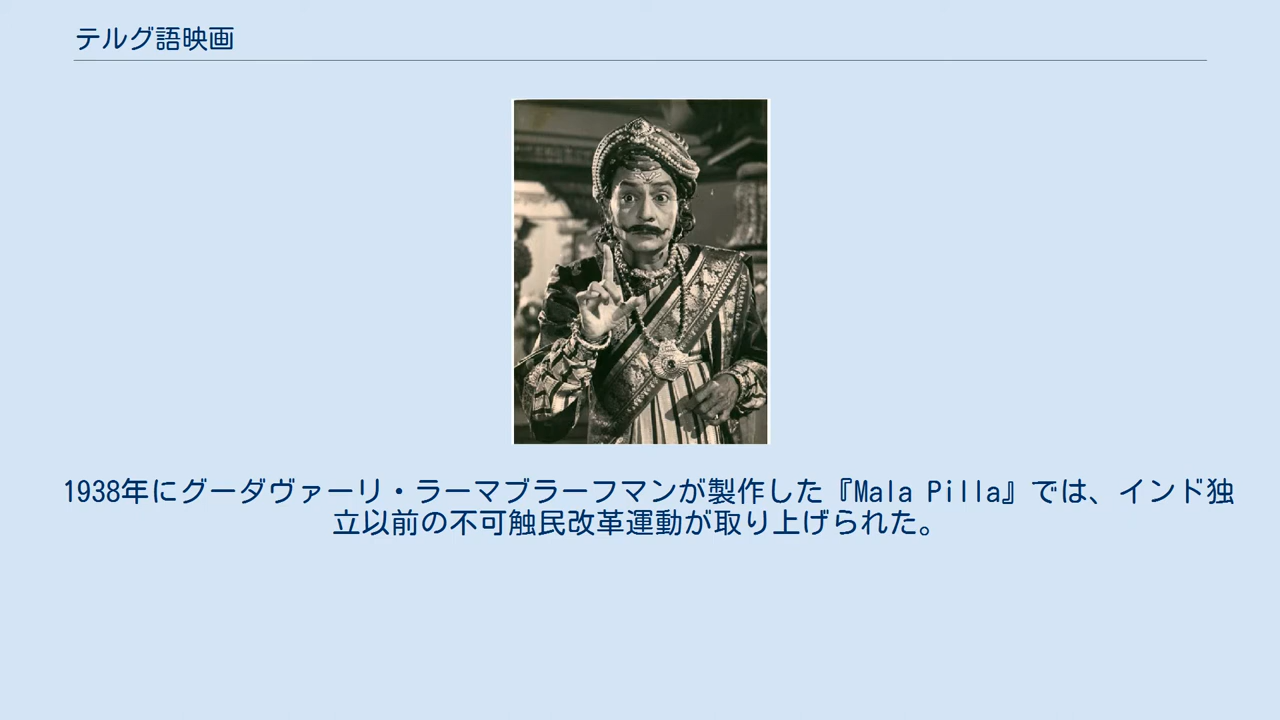 テルグ語映画
1938年にグーダヴァーリ・ラーマブラーフマンが製作した『Mala Pilla』では、インド独
立以前の不可触民改革運動が取り上げられた。